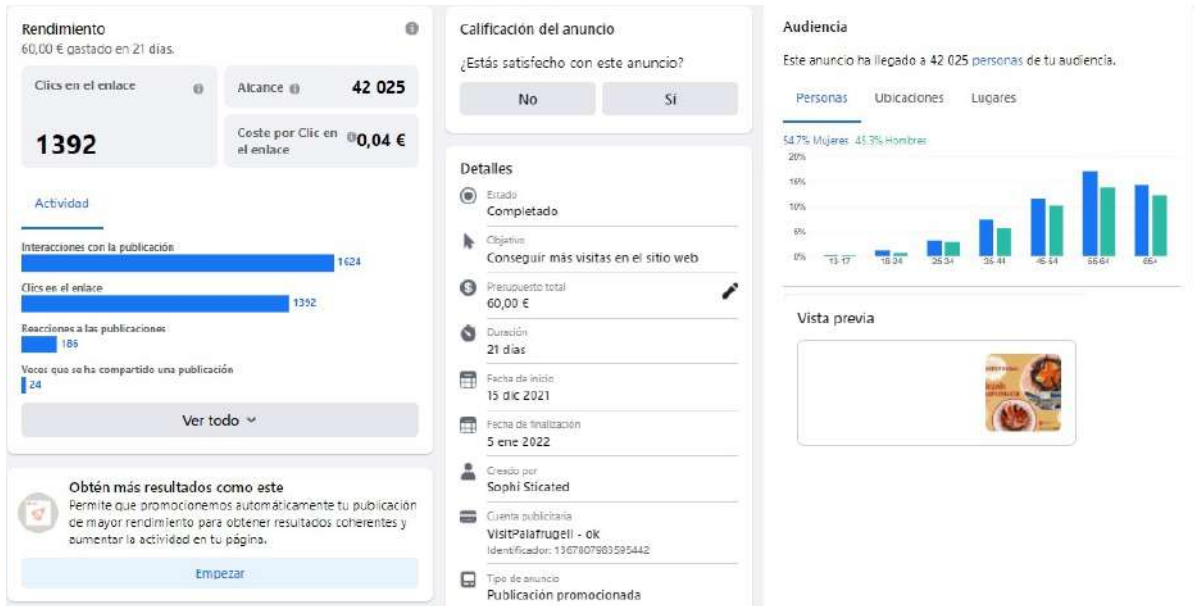 Rendimiento
60,00 € gastado en 21 días.
Clics en el enlace
1392
Alcance
42 025
Coste por Clic en el enlace
0,04 €
Actividad
Interacciones con la publicación
1624
Clics en el enlace
1392
Reacciones a las publicaciones
186
Veces que se ha compartido una publicación
24
Ver todo
Obtén más resultados como este
Permite que promocionemos automáticamente tu publicación
de mayor rendimiento para obtener resultados coherentes y
aumentar la actividad en tu página.
Empezar
Calificación del anuncio
¿Estás satisfecho con este anuncio?
No
Sí
Detalles
Estado
Completado
Objetivo
Conseguir más visitas en el sitio web
Presupuesto total
60,00 €
Duración
21 días
Fecha de inicio
15 dic 2021
Fecha de finalización
5 ene 2022
Creado por
Sophi Sticated
Cuenta publicitaria
VisitPalafrugell - ok
Identificador: 1367807983595442
Tipo de anuncio
Publicación promocionada
Audiencia
Este anuncio ha llegado a 42 025 personas de tu audiencia.
Personas
Ubicaciones
Lugares
54.7% Mujeres 45.3% Hombres
20%
10%
0%
13-17
18-24
25-34
35-44
45-54
55-64
65+
Vista previa